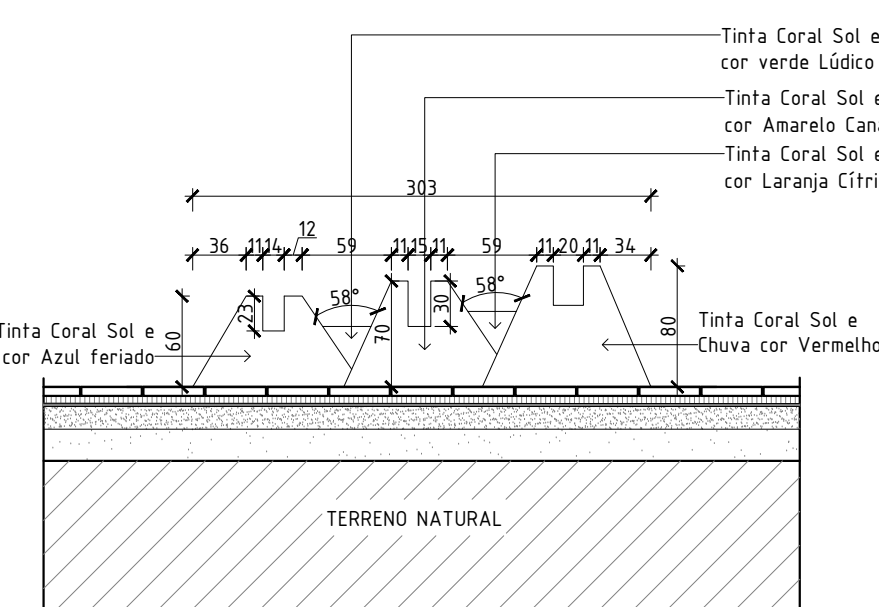 Tinta Coral Sol e
cor verde Lúdico
Tinta Coral Sol e
cor Amarelo
Tinta Coral Sol e
cor Laranja
303
12
36 11 14 59 11 15 11 59 11 20 11 34
58° 58°
23 30
60 70 80
Tinta Coral Sol e
cor Azul feriado
Tinta Coral Sol e
Chuva cor Vermelho
TERRENO NATURAL